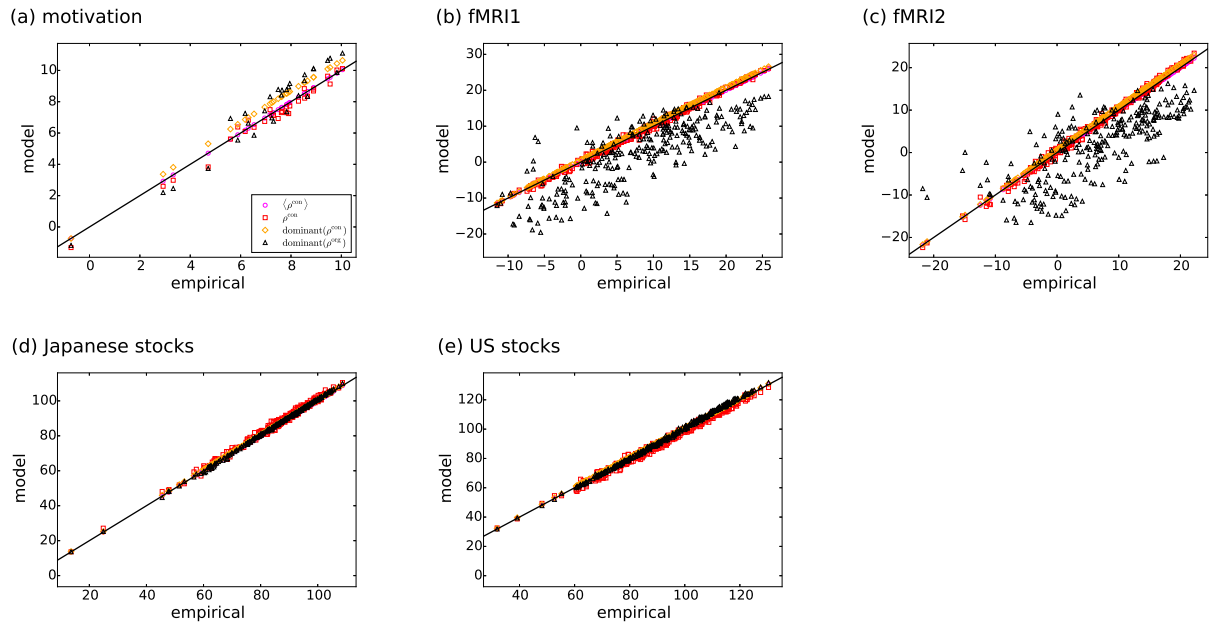 (a) motivation
(b) fMRI1
(c) fMRI2
model
10
8
6
4
2
0
⟨ρ^con⟩
ρ^con
dominant(ρ^con)
dominant(ρ^org)
0 2 4 6 8 10
empirical
model
30
20
10
0
−10
−20
−10 −5 0 5 10 15 20 25
empirical
model
20
10
0
−10
−20
−20 −10 0 10 20
empirical
(d) Japanese stocks
(e) US stocks
model
100
80
60
40
20
0
20 40 60 80 100
empirical
model
120
100
80
60
40
20
0
40 60 80 100 120
empirical